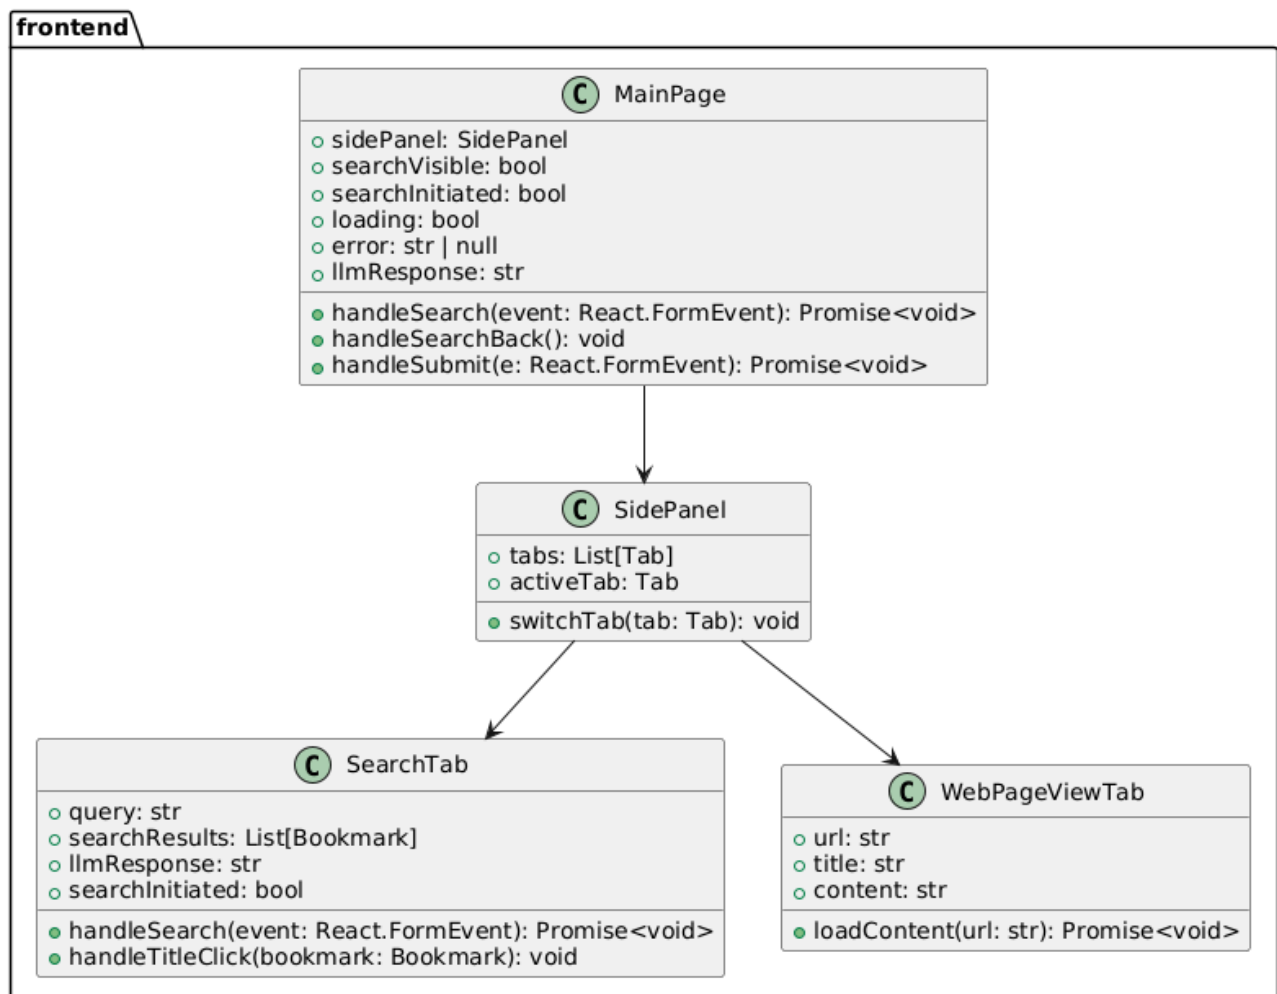 frontend
C MainPage
sidePanel: SidePanel
searchVisible: bool
searchInitiated: bool
loading: bool
error: str | null
llmResponse: str
handleSearch(event: React.FormEvent): Promise<void>
handleSearchBack(): void
handleSubmit(e: React.FormEvent): Promise<void>
C SidePanel
tabs: List[Tab]
activeTab: Tab
switchTab(tab: Tab): void
C SearchTab
query: str
searchResults: List[Bookmark]
llmResponse: str
searchInitiated: bool
handleSearch(event: React.FormEvent): Promise<void>
handleTitleClick(bookmark: Bookmark): void
C WebPageViewTab
url: str
title: str
content: str
loadContent(url: str): Promise<void>